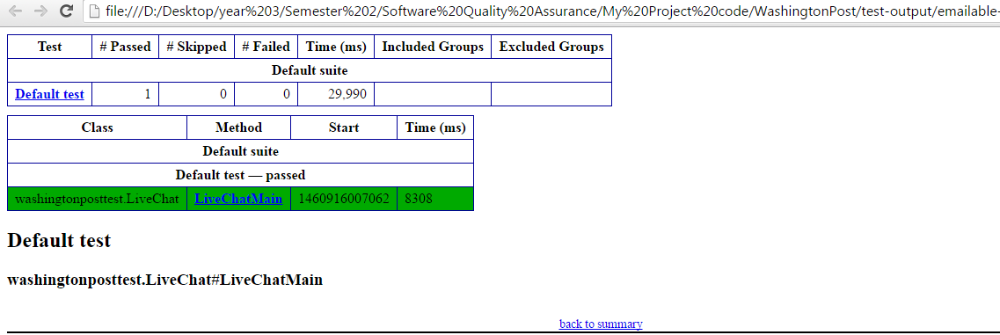 file:///D:/Desktop/year%203/Semester%202/Software%20Quality%20Assurance/My%20Project%20code/WashingtonPost/test-output/emailable-
Test # Passed # Skipped # Failed Time (ms) Included Groups Excluded Groups
Default suite
Default test 1 0 0 29,990
Class Method Start Time (ms)
Default suite
Default test — passed
washingtonposttest.LiveChat LiveChatMain 1460916007062 8308
Default test
washingtonposttest.LiveChat#LiveChatMain
back to summary